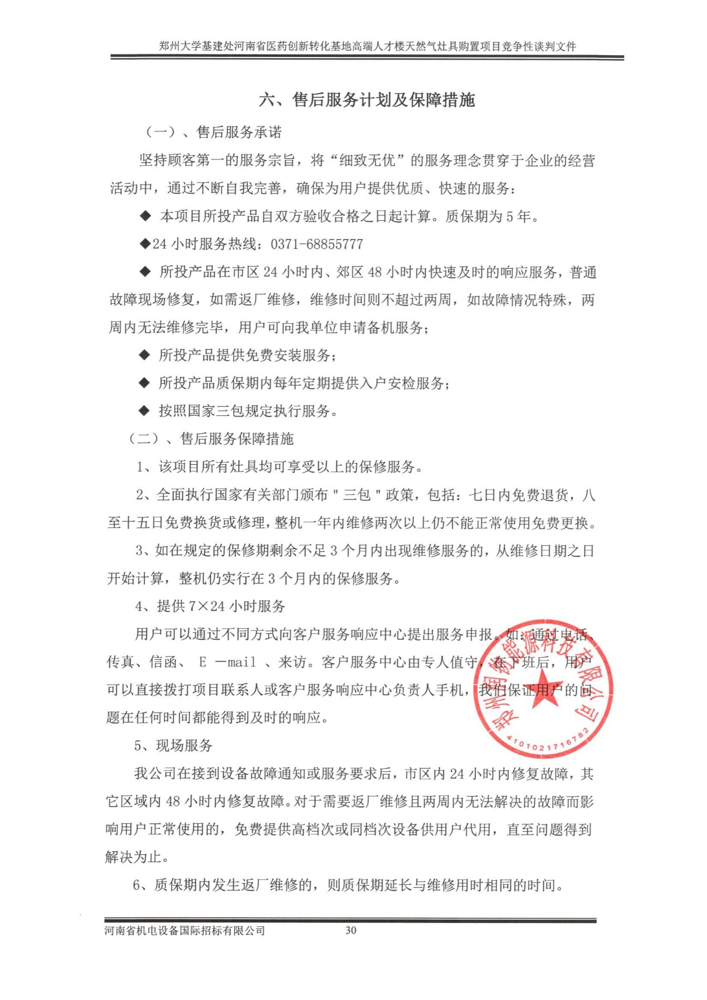 郑州大学基建处河南省医药创新转化基地高端人才楼天然气灶具购置项目竞争性谈判文件
六、售后服务计划及保障措施
（一）、售后服务承诺
坚持顾客第一的服务宗旨，将“细致无优”的服务理念贯穿于企业的经营
活动中，通过不断自我完善，确保为用户提供优质、快速的服务：
◆ 本项目所投产品自双方验收合格之日起计算。质保期为 5 年。
◆24 小时服务热线：0371-68855777
◆ 所投产品在市区 24 小时内、郊区 48 小时内快速及时的响应服务，普通
故障现场修复，如需返厂维修，维修时间则不超过两周，如故障情况特殊，两
周内无法维修完毕，用户可向我单位申请备机服务；
◆ 所投产品提供免费安装服务；
◆ 所投产品质保期内每年定期提供入户安检服务；
◆ 按照国家三包规定执行服务。
（二）、售后服务保障措施
1、该项目所有灶具均可享受以上的保修服务。
2、全面执行国家有关部门颁布＂三包＂政策，包括：七日内免费退货，八
至十五日免费换货或修理，整机一年内维修两次以上仍不能正常使用免费更换。
3、如在规定的保修期剩余不足 3 个月内出现维修服务的，从维修日期之日
开始计算，整机仍实行在 3 个月内的保修服务。
4、提供 7×24 小时服务
用户可以通过不同方式向客户服务响应中心提出服务申报。如：通过电话、
传真、信函、 E －mail 、来访。客户服务中心由专人值守，在下班后，用户
可以直接拨打项目联系人或客户服务响应中心负责人手机，我们保证用户的问
题在任何时间都能得到及时的响应。
郑州润物能源科技有限公司
4101021716782
5、现场服务
我公司在接到设备故障通知或服务要求后，市区内 24 小时内修复故障，其
它区域内 48 小时内修复故障。对于需要返厂维修且两周内无法解决的故障而影
响用户正常使用的，免费提供高档次或同档次设备供用户代用，直至问题得到
解决为止。
6、质保期内发生返厂维修的，则质保期延长与维修用时相同的时间。
河南省机电设备国际招标有限公司 30